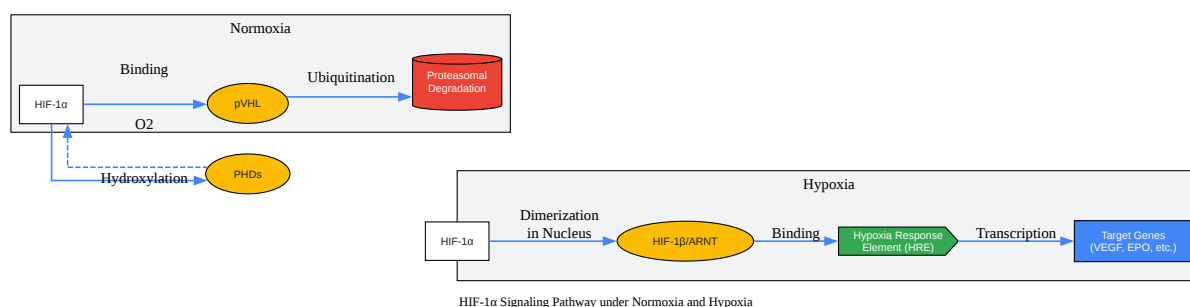 Normoxia
Binding
Ubiquitination
Proteasomal
Degradation
HIF-1α
pVHL
O2
Hydroxylation
PHDs
Hypoxia
HIF-1α
Dimerization
in Nucleus
HIF-1β/ARNT
Binding
Hypoxia Response
Element (HRE)
Transcription
Target Genes
(VEGF, EPO, etc.)
HIF-1α Signaling Pathway under Normoxia and Hypoxia